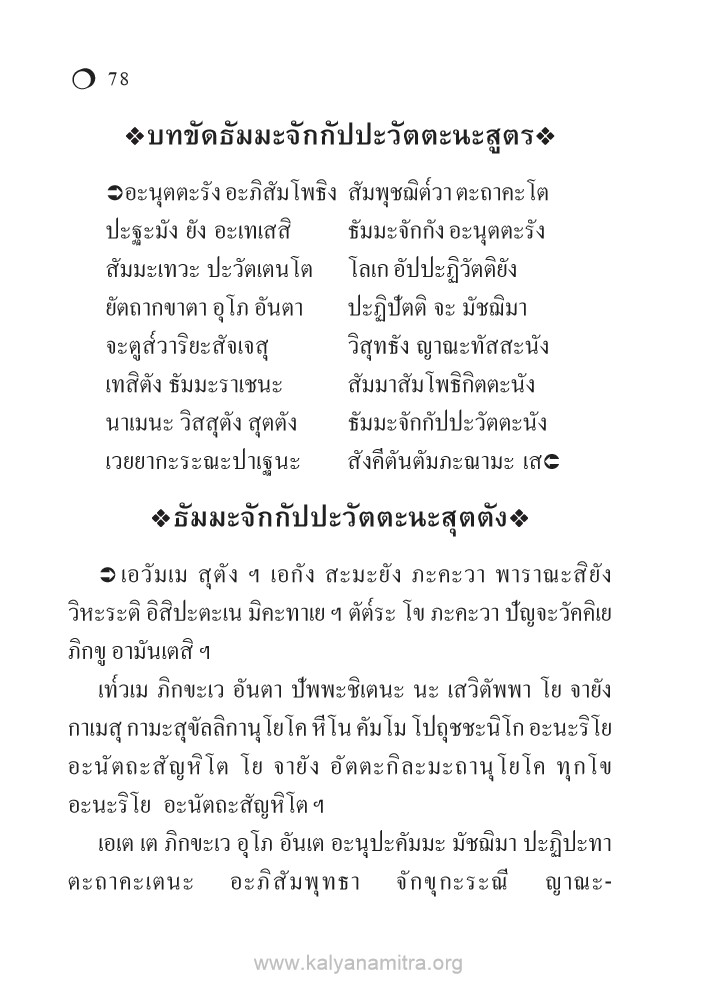 78
❖บทขัดธัมมะจักกัปปะวัตตะนะสูตร❖
อะนุตตะรัง อะภิสัมโพธิง สัมพุชฌิต์วา ตะถาคะโต
ปะฐะมัง ยัง อะเทเสสิ ธัมมะจักกัง อะนุตตะรัง
สัมมะเทวะ ปะวัตเตนโต โลเก อัปปะฏิวัตติยัง
ยัตถากขาตา อุโภ อันตา ปะฏิปัตติ จะ มัชฌิมา
จะตูส์วาริยะสัจเจสุ วิสุทธัง ญาณะทัสสะนัง
เทสิตัง ธัมมะราเชนะ สัมมาสัมโพธิกิตตะนัง
นาเมนะ วิสสุตัง สุตตัง ธัมมะจักกัปปะวัตตะนัง
เวยยากะระณะปาเฐนะ สังคีตันตัมภะณามะ เส
❖ธัมมะจักกัปปะวัตตะนะสุตตัง❖
เอวัมเม สุตัง ฯ เอกัง สะมะยัง ภะคะวา พาราณะสิยัง
วิหะระติ อิสิปะตะเน มิคะทาเย ฯ ตัต์ระ โข ภะคะวา ปัญจะวัคคิเย
ภิกขู อามันเตสิ ฯ
เท์วเม ภิกขะเว อันตา ปัพพะชิเตนะ นะ เสวิตัพพา โย จายัง
กาเมสุ กามะสุขัลลิกานุโยโค หีโน คัมโม โปถุชชะนิโก อะนะริโย
อะนัตถะสัญหิโต โย จายัง อัตตะกิละมะถานุโยโค ทุกโข
อะนะริโย อะนัตถะสัญหิโต ฯ
เอเต เต ภิกขะเว อุโภ อันเต อะนุปะคัมมะ มัชฌิมา ปะฏิปะทา
ตะถาคะเตนะ อะภิสัมพุทธา จักขุกะระณี ญาณะ-
www.kalyanamitra.org